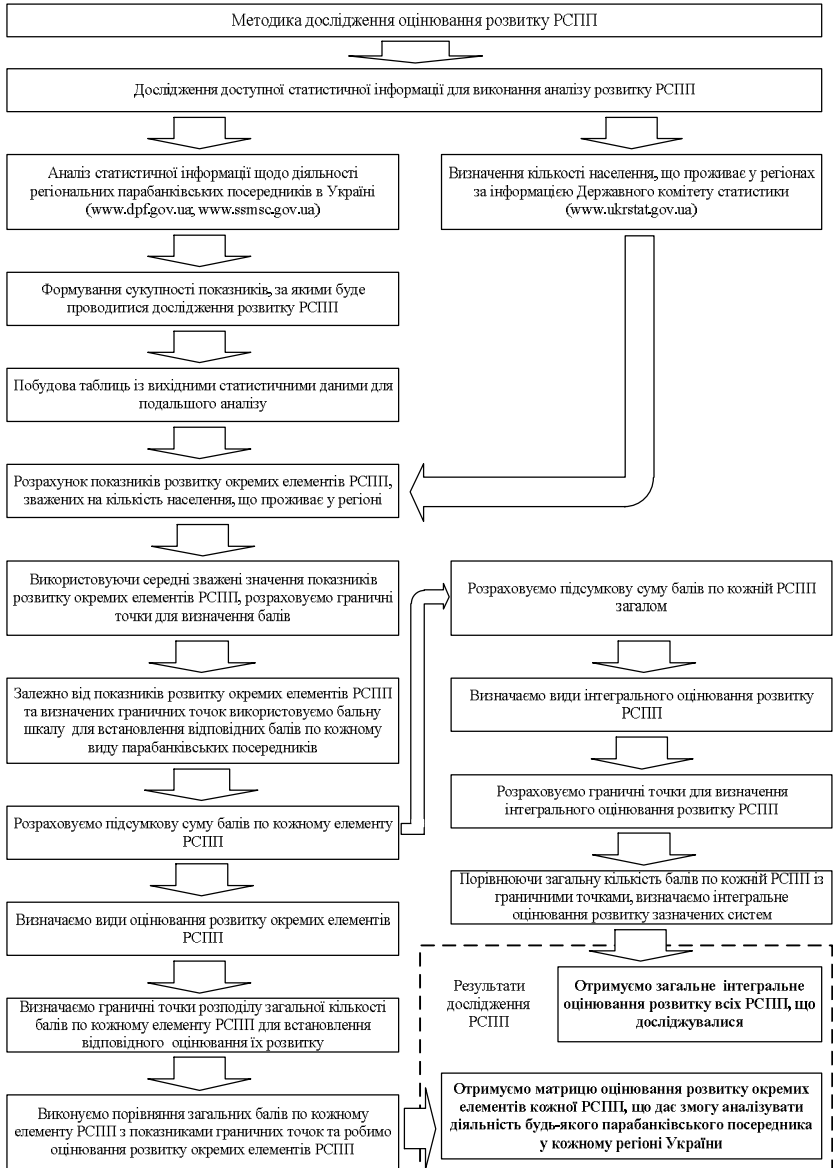 Методика дослідження оцінювання розвитку РСПП
Дослідження доступної статистичної інформації для виконання аналізу розвитку РСПП
Аналіз статистичної інформації щодо діяльності
регіональних парабанківських посередників в Україні
(www.dpf.gov.ua; www.ssmsc.gov.ua)
Визначення кількості населення, що проживає у регіонах
за інформацією Державного комітету статистики
(www.ukrstat.gov.ua)
Формування сукупності показників, за якими буде
проводитися дослідження розвитку РСПП
Побудова таблиць із вихідними статистичними даними для
подальшого аналізу
Розрахунок показників розвитку окремих елементів РСПП,
зважених на кількість населення, що проживає у регіоні
Використовуючи середні зважені значення показників
розвитку окремих елементів РСПП, розраховуємо граничні
точки для визначення балів
Залежно від показників розвитку окремих елементів РСПП
та визначених граничних точок використовуємо бальну
шкалу для встановлення відповідних балів по кожному
виду парабанківських посередників
Розраховуємо підсумкову суму балів по кожному елементу
РСПП
Визначаємо види оцінювання розвитку окремих елементів
РСПП
Визначаємо граничні точки розподілу загальної кількості
балів по кожному елементу РСПП для встановлення
відповідного оцінювання їх розвитку
Виконуємо порівняння загальних балів по кожному
елементу РСПП з показниками граничних точок та робимо
оцінювання розвитку окремих елементів РСПП
Розраховуємо підсумкову суму балів по кожній РСПП
загалом
Визначаємо види інтегрального оцінювання розвитку
РСПП
Розраховуємо граничні точки для визначення
інтегрального оцінювання розвитку РСПП
Порівнюючи загальну кількість балів по кожній РСПП із
граничними точками, визначаємо інтегральне
оцінювання розвитку зазначених систем
Результати
дослідження
РСПП
Отримуємо загальне інтегральне
оцінювання розвитку всіх РСПП, що
досліджувалися
Отримуємо матрицю оцінювання розвитку окремих
елементів кожної РСПП, що дає змогу аналізувати
діяльність будь-якого парабанківського посередника
у кожному регіоні України